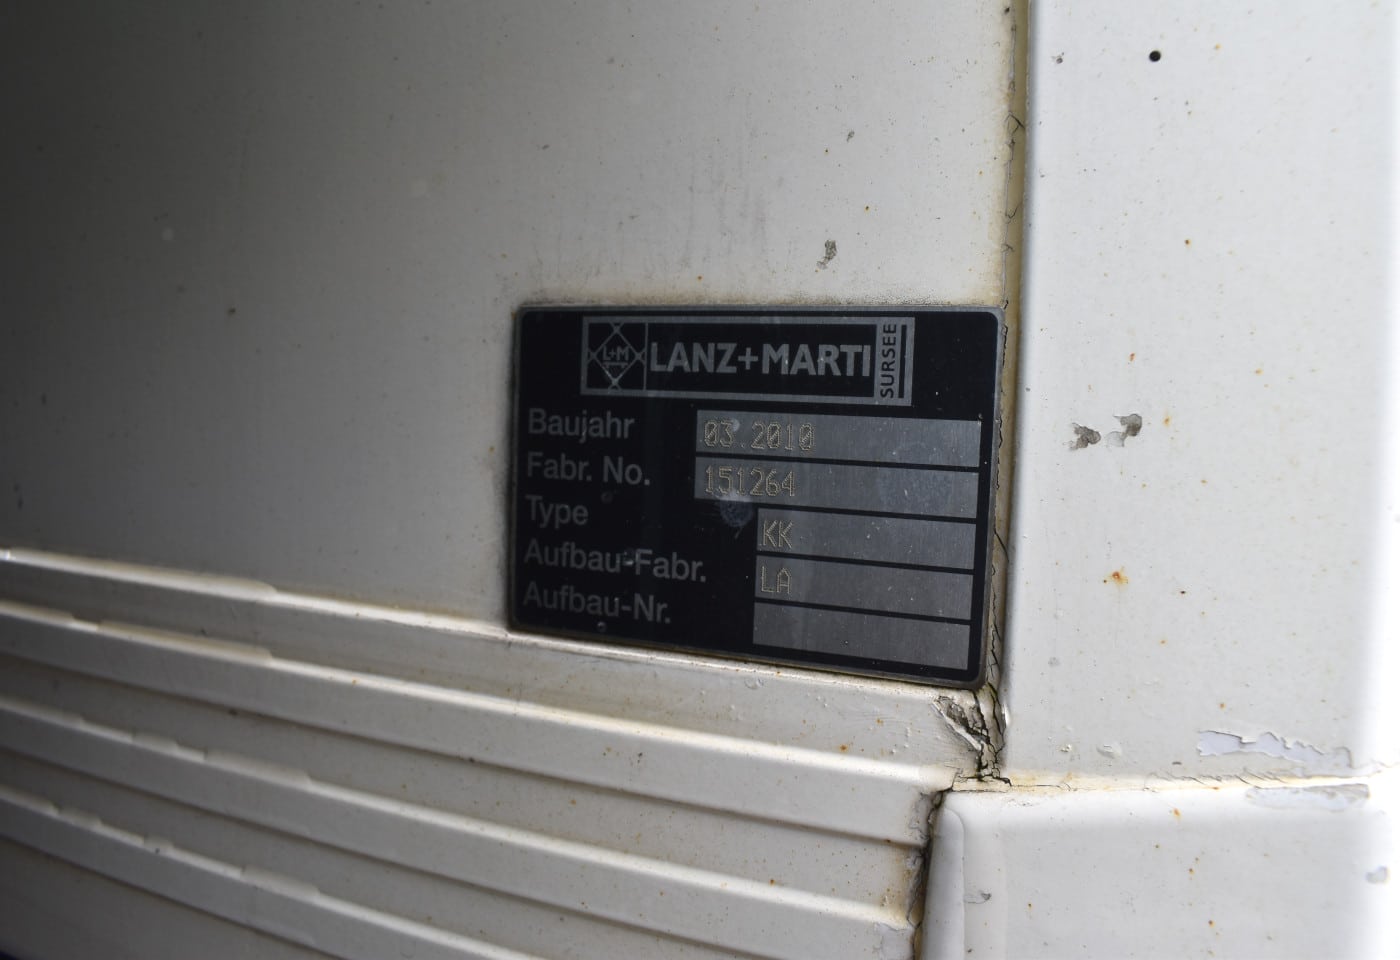 L+M LANZ+MARTI SURSEE
Baujahr 03.2010
Fabr. No. 151264
Type KK
Aufbau-Fabr. LA
Aufbau-Nr.